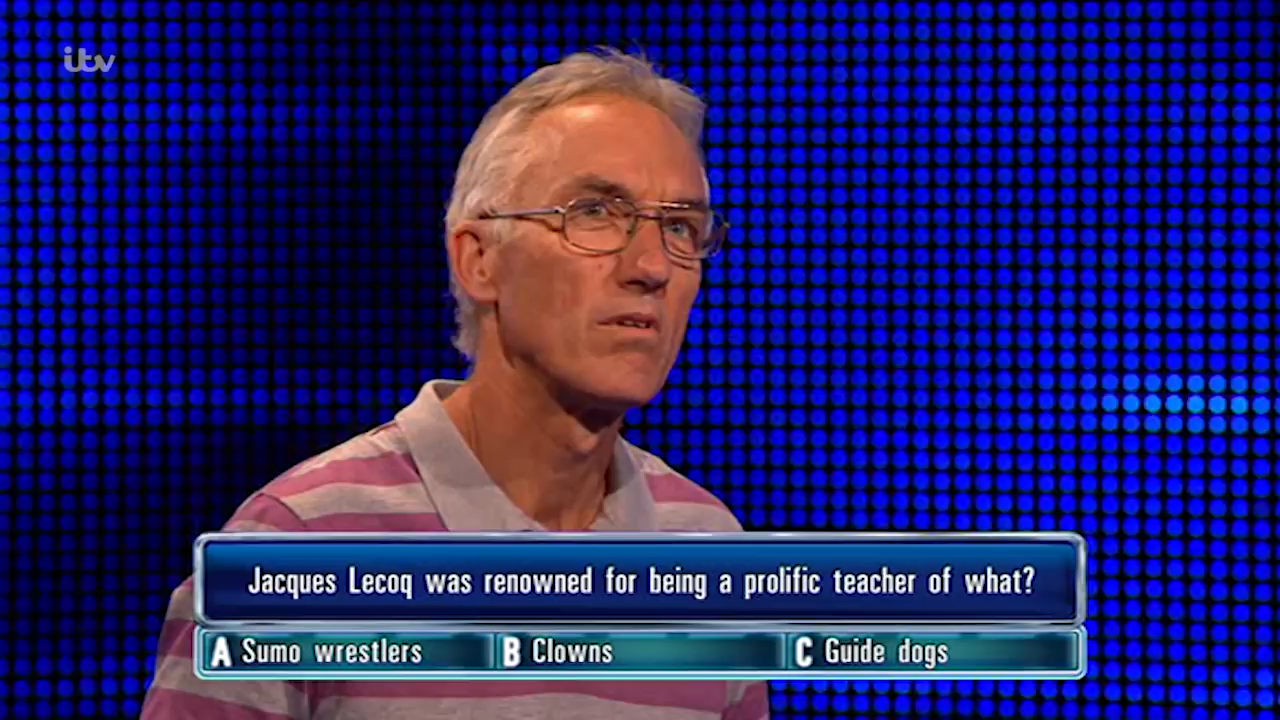 itv
Jacques Lecoq was renowned for being a prolific teacher of what?
A Sumo wrestlers B Clowns C Guide dogs